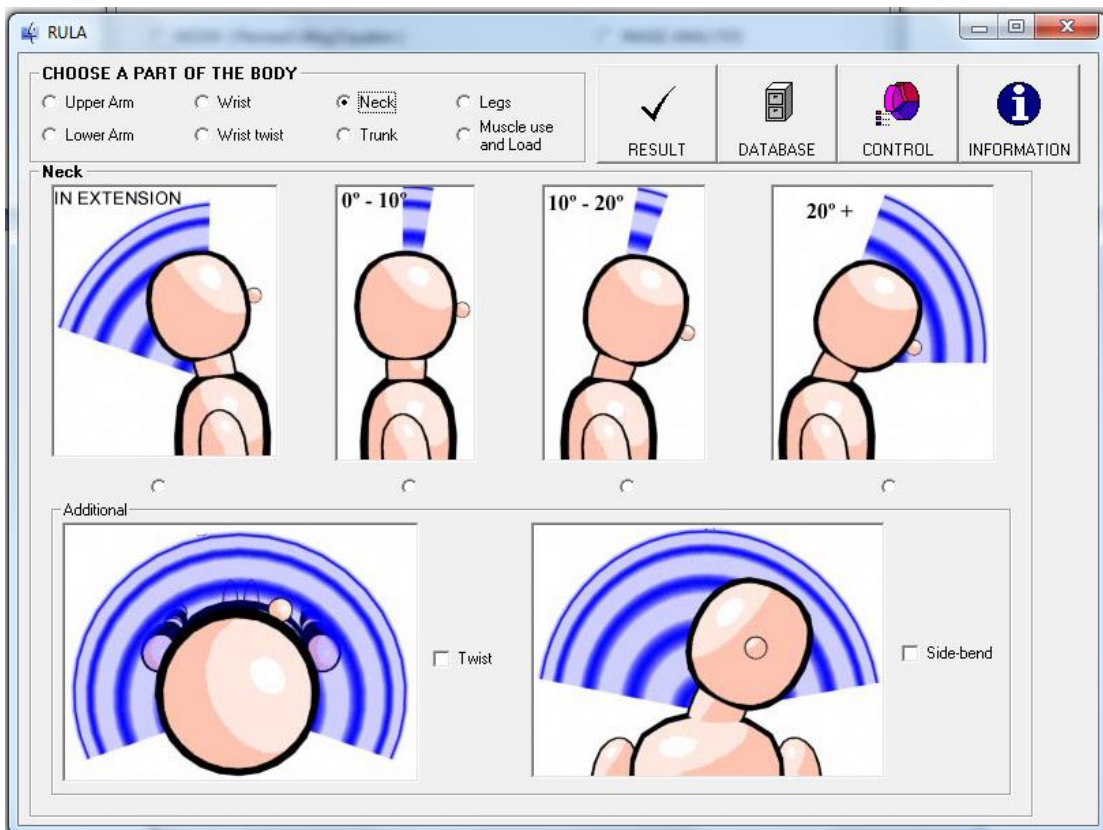 RULA
CHOOSE A PART OF THE BODY
Upper Arm
Wrist
Neck
Legs
Lower Arm
Wrist twist
Trunk
Muscle use
and Load
RESULT
DATABASE
CONTROL
INFORMATION
Neck
IN EXTENSION
0º - 10º
10º - 20º
20º +
Additional
Twist
Side-bend